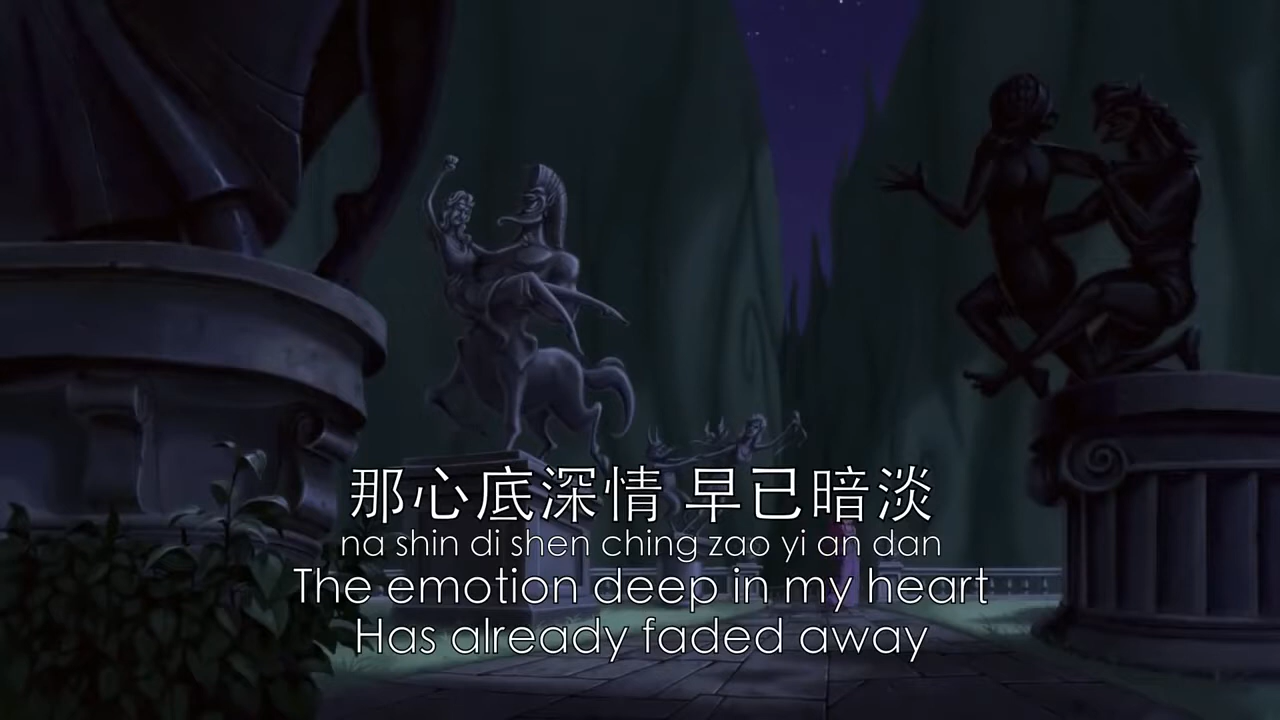 那心底深情 早已暗淡
na shin di shen ching zao yi an dan
The emotion deep in my heart
Has already faded away